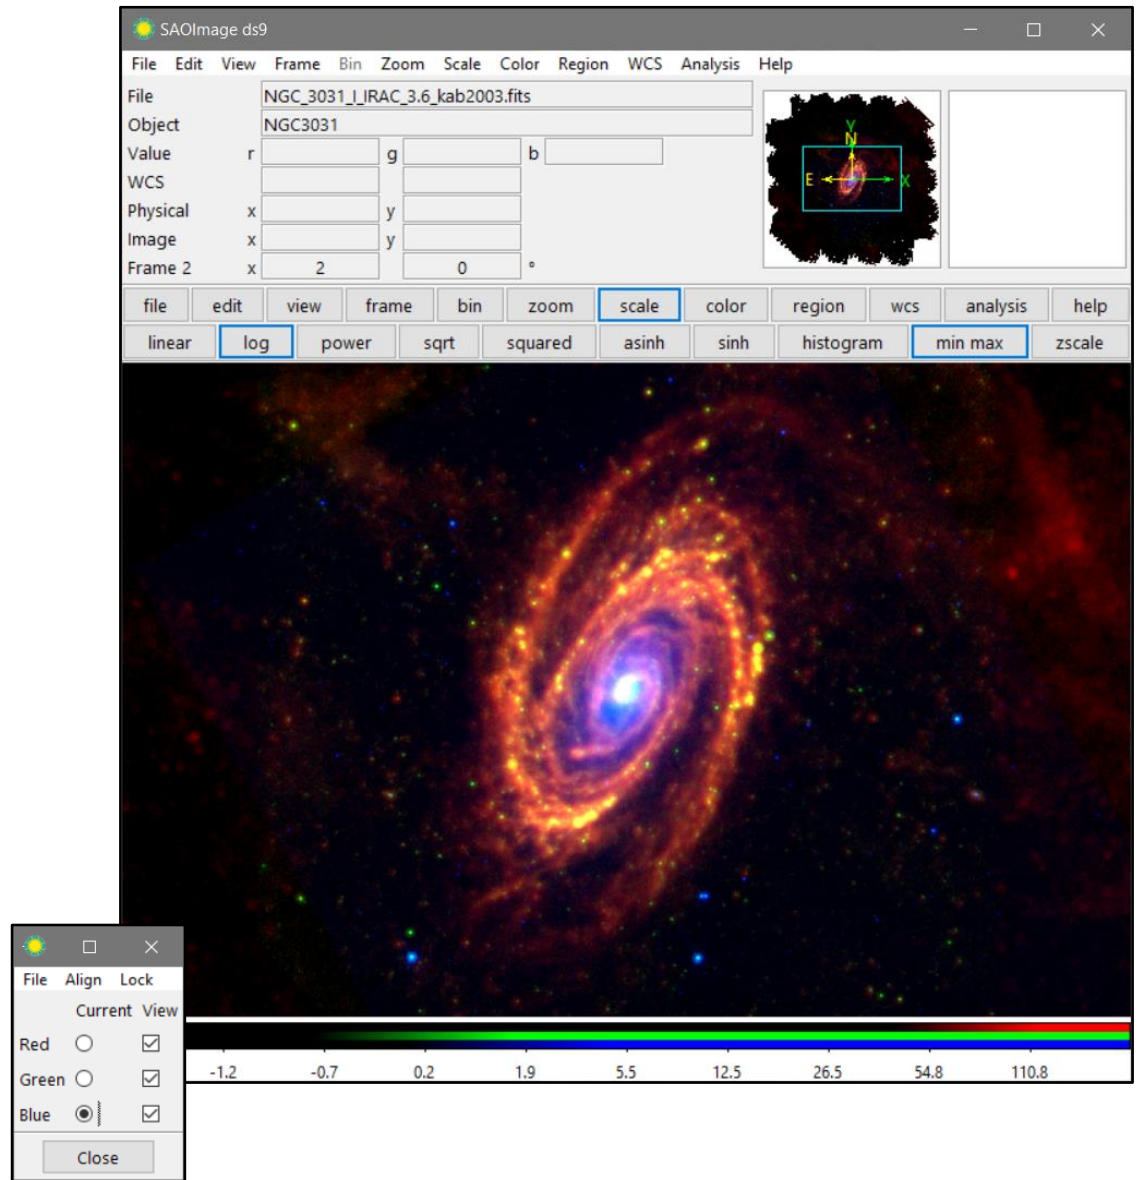 SAOImage ds9
File Edit View Frame Bin Zoom Scale Color Region WCS Analysis Help
File NGC_3031_I_IRAC_3.6_kab2003.fits
Object NGC3031
Value r g b
WCS
Physical x y
Image x y
Frame 2 x 2 0 °
Y
N
E X
file edit view frame bin zoom scale color region wcs analysis help
linear log power sqrt squared asinh sinh histogram min max zscale
-1.2 -0.7 0.2 1.9 5.5 12.5 26.5 54.8 110.8
File Align Lock
Current View
Red
Green
Blue
Close